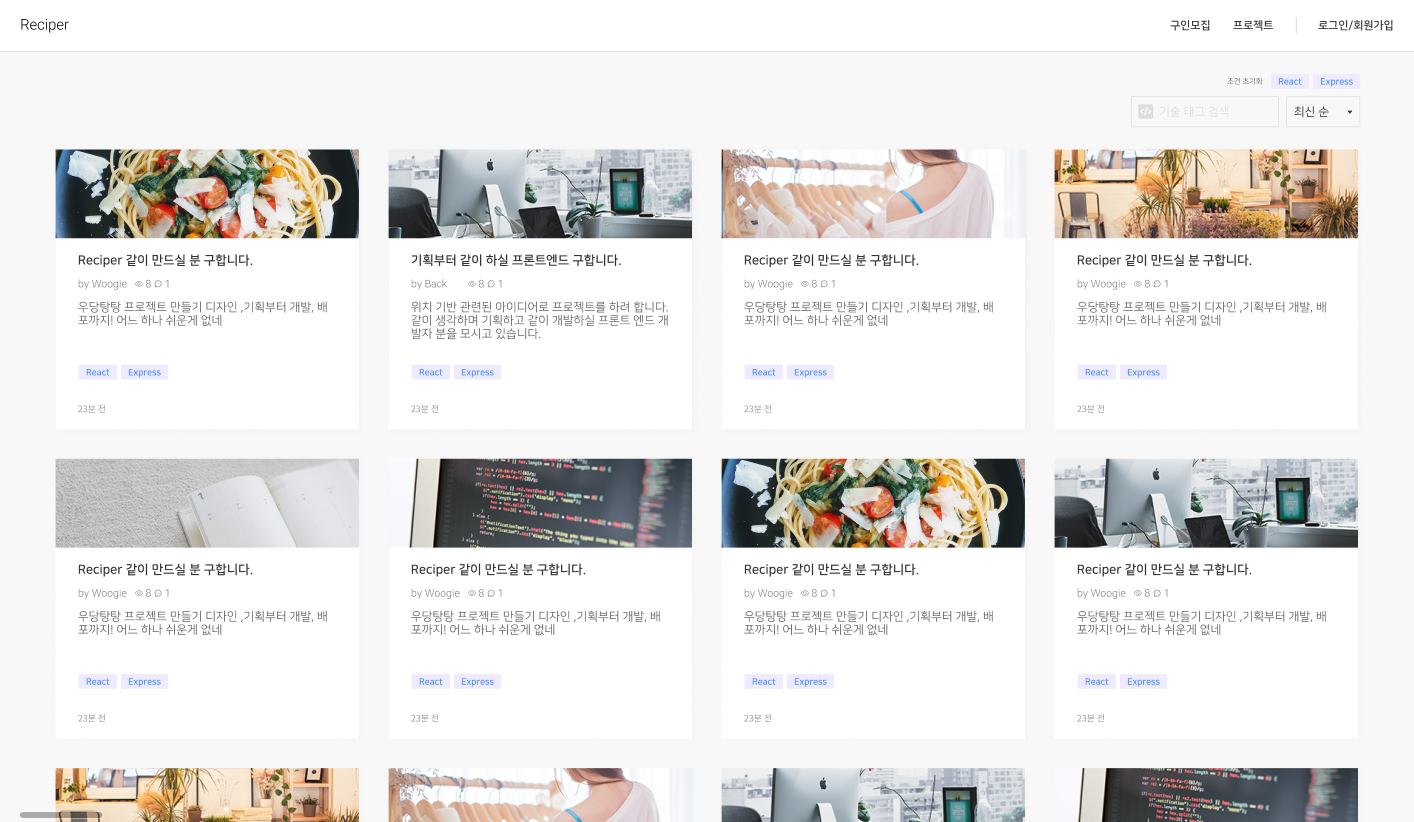 Reciper
구인모집 프로젝트 로그인/회원가입
조건 초기화 React Express
</> 기술 태그 검색 최신 순
Reciper 같이 만드실 분 구합니다.
by Woogie 8 1
우당탕탕 프로젝트 만들기 디자인 ,기획부터 개발, 배
포까지! 어느 하나 쉬운게 없네
React Express
23분 전
기획부터 같이 하실 프론트엔드 구합니다.
by Back 8 1
위치 기반 관련된 아이디어로 프로젝트를 하려 합니다.
같이 생각하며 기획하고 같이 개발하실 프론트 엔드 개
발자 분을 모시고 있습니다.
React Express
23분 전
Reciper 같이 만드실 분 구합니다.
by Woogie 8 1
우당탕탕 프로젝트 만들기 디자인 ,기획부터 개발, 배
포까지! 어느 하나 쉬운게 없네
React Express
23분 전
Reciper 같이 만드실 분 구합니다.
by Woogie 8 1
우당탕탕 프로젝트 만들기 디자인 ,기획부터 개발, 배
포까지! 어느 하나 쉬운게 없네
React Express
23분 전
Reciper 같이 만드실 분 구합니다.
by Woogie 8 1
우당탕탕 프로젝트 만들기 디자인 ,기획부터 개발, 배
포까지! 어느 하나 쉬운게 없네
React Express
23분 전
Reciper 같이 만드실 분 구합니다.
by Woogie 8 1
우당탕탕 프로젝트 만들기 디자인 ,기획부터 개발, 배
포까지! 어느 하나 쉬운게 없네
React Express
23분 전
Reciper 같이 만드실 분 구합니다.
by Woogie 8 1
우당탕탕 프로젝트 만들기 디자인 ,기획부터 개발, 배
포까지! 어느 하나 쉬운게 없네
React Express
23분 전
Reciper 같이 만드실 분 구합니다.
by Woogie 8 1
우당탕탕 프로젝트 만들기 디자인 ,기획부터 개발, 배
포까지! 어느 하나 쉬운게 없네
React Express
23분 전